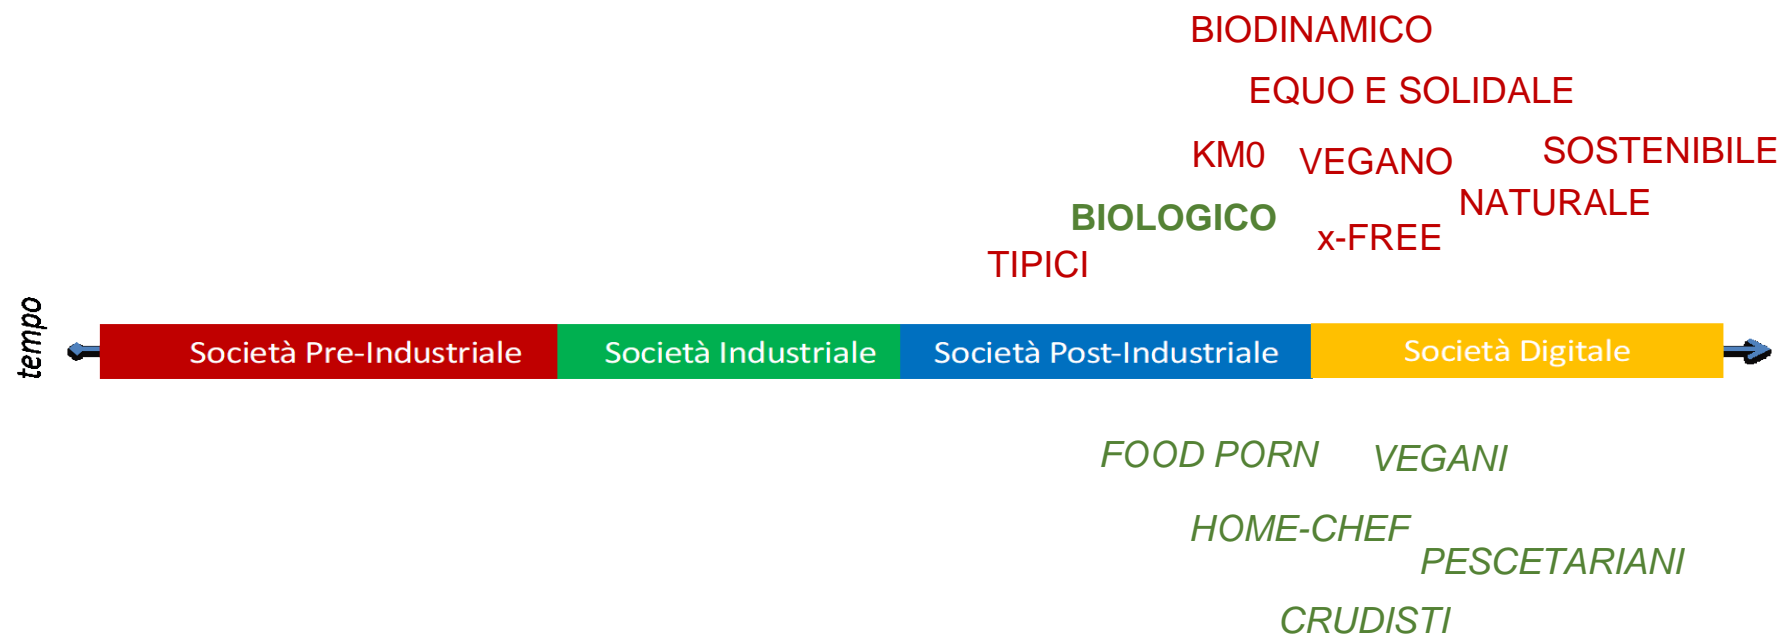 BIODINAMICO
EQUO E SOLIDALE
KM0 VEGANO SOSTENIBILE
NATURALE
BIOLOGICO
x-FREE
TIPICI
tempo
Società Pre-Industriale Società Industriale Società Post-Industriale Società Digitale
FOOD PORN VEGANI
HOME-CHEF
PESCETARIANI
CRUDISTI